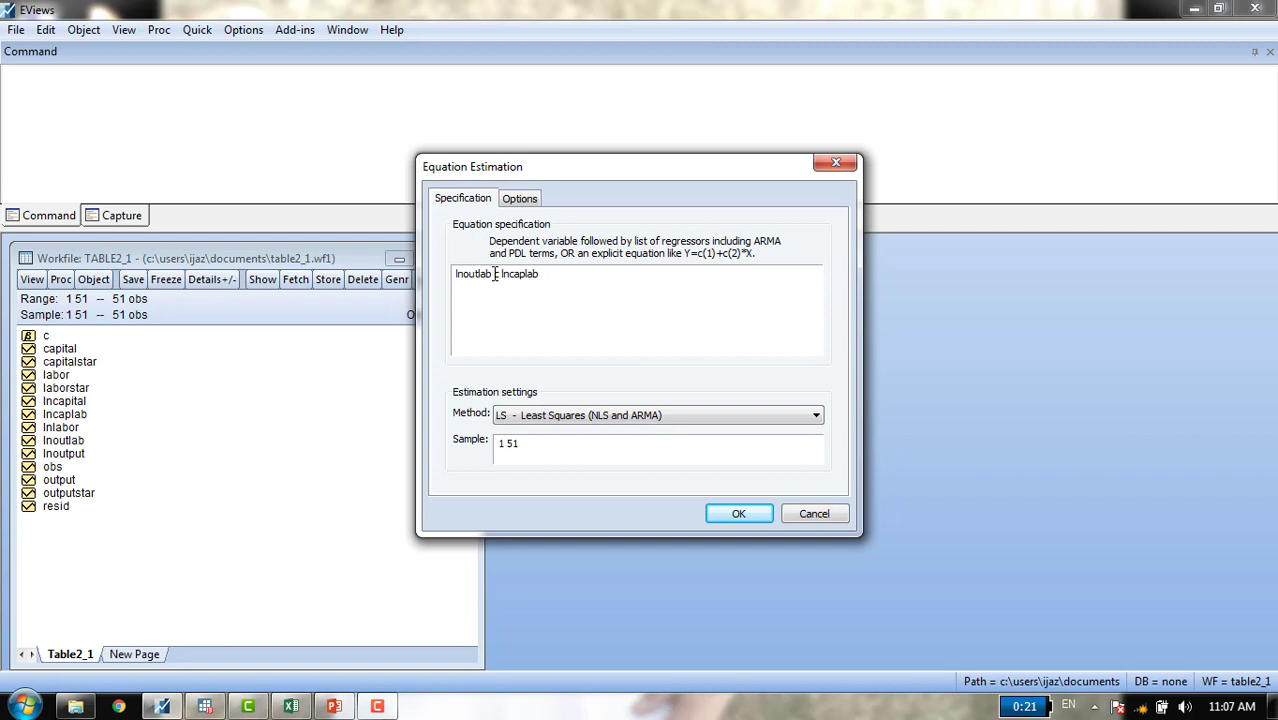 EViews
File Edit Object View Proc Quick Options Add-ins Window Help
Command
Command Capture
Workfile: TABLE2_1 - (c:\users\ijaz\documents\table2_1.wf1)
View Proc Object Save Freeze Details+/- Show Fetch Store Delete Genr
Range: 1 51 -- 51 obs
Sample: 1 51 -- 51 obs
c
capital
capitalstar
labor
laborstar
lncapital
lncaplab
lnlabor
lnoutlab
lnoutput
obs
output
outputstar
resid
Table2_1 New Page
Equation Estimation
Specification Options
Equation specification
Dependent variable followed by list of regressors including ARMA
and PDL terms, OR an explicit equation like Y=c(1)+c(2)*X.
lnoutlab lncaplab
Estimation settings
Method: LS - Least Squares (NLS and ARMA)
Sample: 1 51
OK Cancel
Path = c:\users\ijaz\documents DB = none WF = table2_1
0:21 EN 11:07 AM